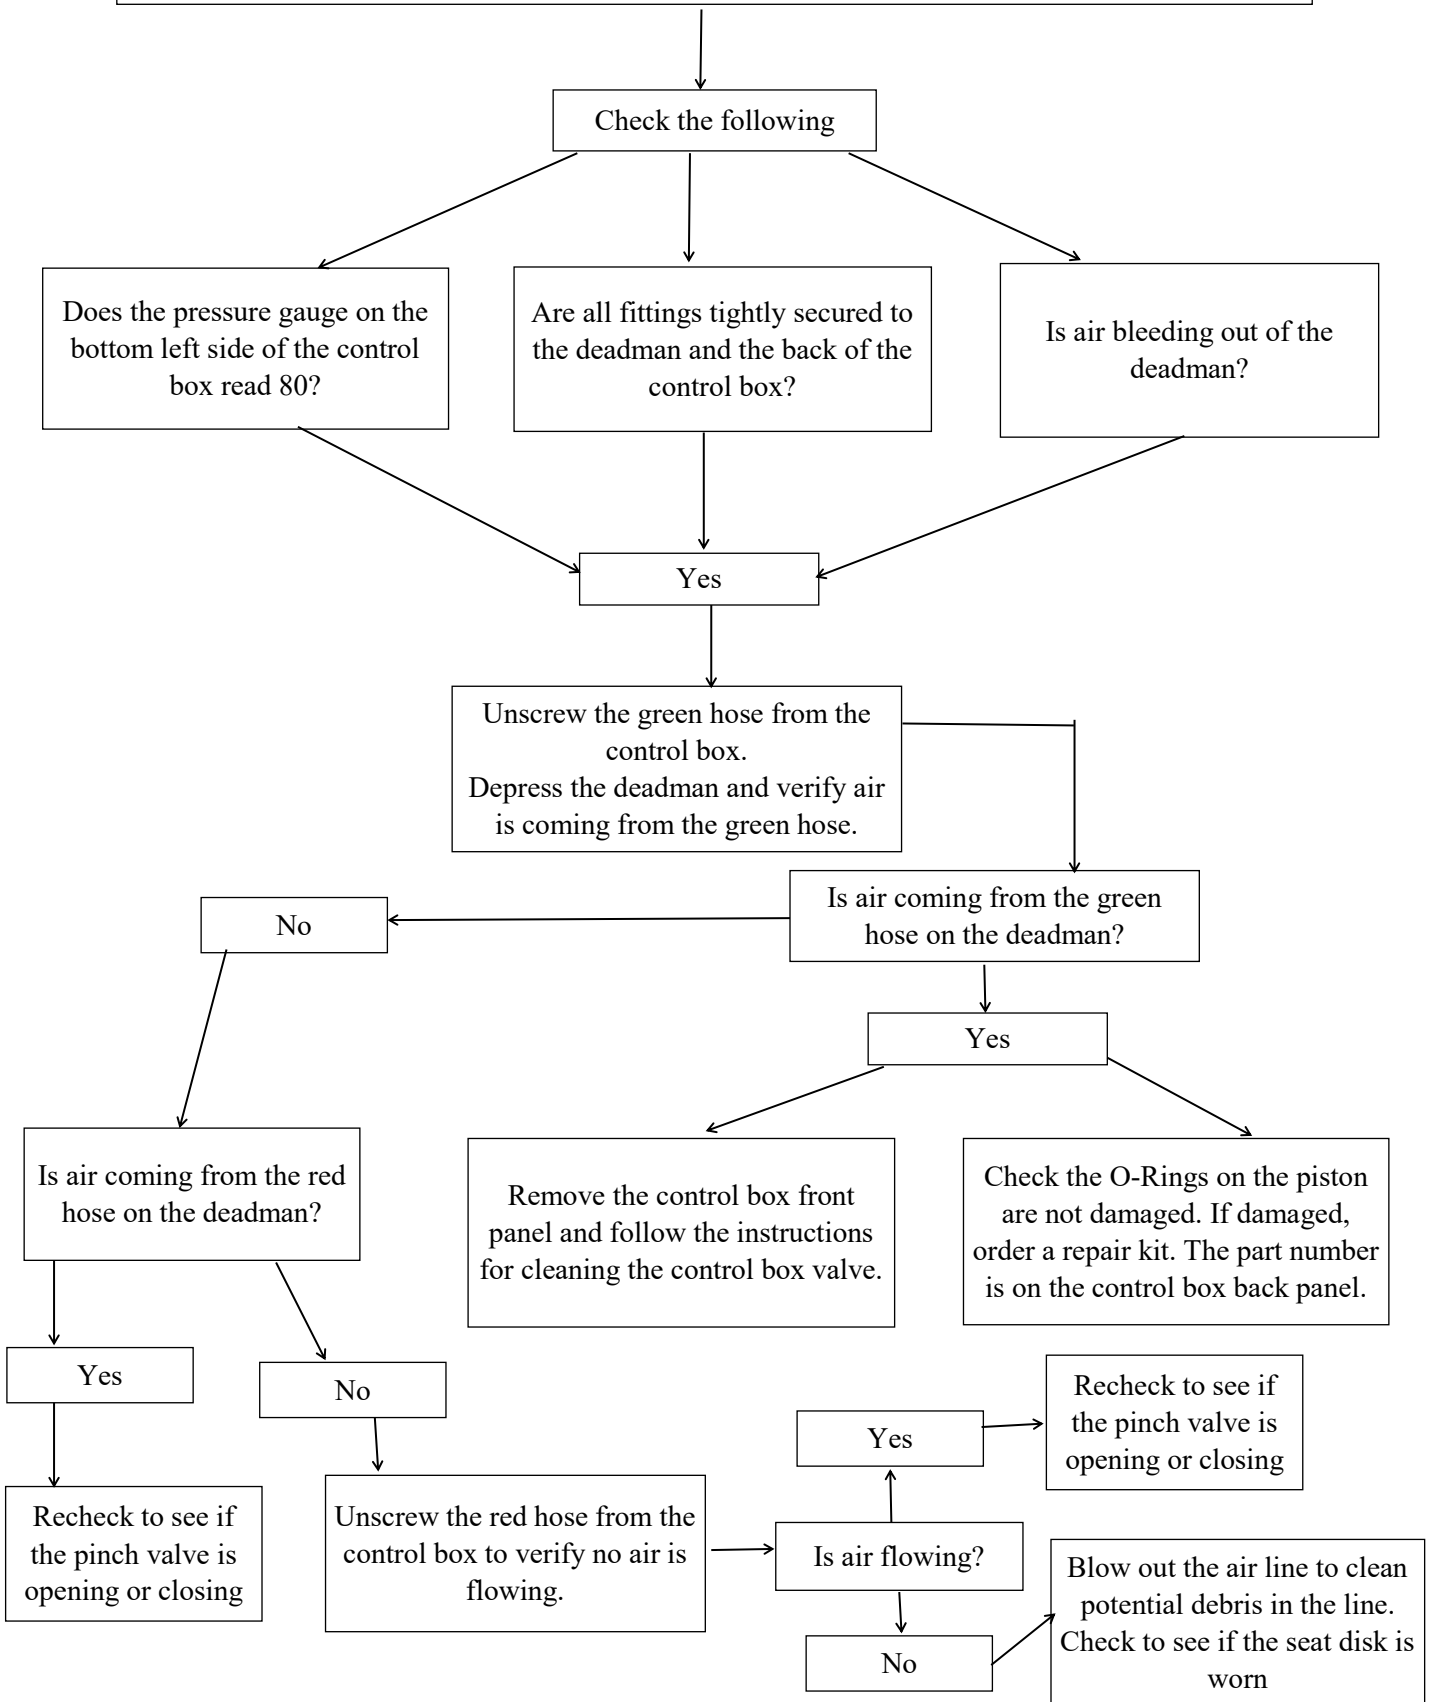 Check the following
Does the pressure gauge on the
bottom left side of the control
box read 80?
Are all fittings tightly secured to
the deadman and the back of the
control box?
Is air bleeding out of the
deadman?
Yes
Unscrew the green hose from the
control box.
Depress the deadman and verify air
is coming from the green hose.
Is air coming from the green
hose on the deadman?
No
Yes
Is air coming from the red
hose on the deadman?
Remove the control box front
panel and follow the instructions
for cleaning the control box valve.
Check the O-Rings on the piston
are not damaged. If damaged,
order a repair kit. The part number
is on the control box back panel.
Yes
No
Recheck to see if
the pinch valve is
opening or closing
Unscrew the red hose from the
control box to verify no air is
flowing.
Is air flowing?
Yes
Recheck to see if
the pinch valve is
opening or closing
No
Blow out the air line to clean
potential debris in the line.
Check to see if the seat disk is
worn